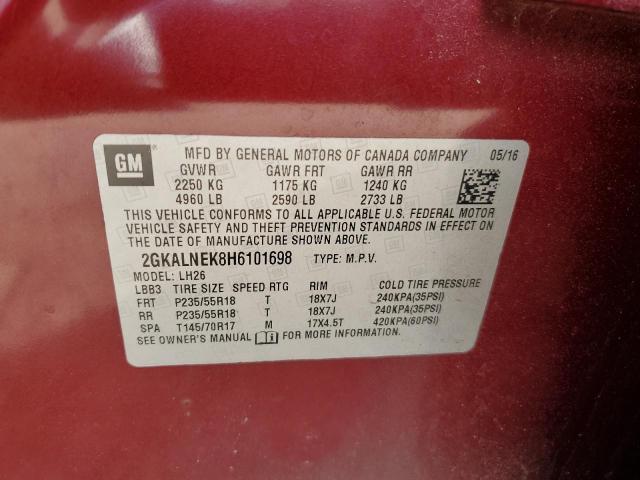 GM
MFD BY GENERAL MOTORS OF CANADA COMPANY 05/16
GVWR GAWR FRT GAWR RR
2250 KG 1175 KG 1240 KG
4960 LB 2590 LB 2733 LB
THIS VEHICLE CONFORMS TO ALL APPLICABLE U.S. FEDERAL MOTOR
VEHICLE SAFETY AND THEFT PREVENTION STANDARDS IN EFFECT ON
THE DATE OF MANUFACTURE SHOWN ABOVE.
2GKALNEK8H6101698 TYPE: M.P.V.
MODEL: LH26
LBB3 TIRE SIZE SPEED RTG RIM COLD TIRE PRESSURE
FRT P235/55R18 T 18X7J 240KPA(35PSI)
RR P235/55R18 T 18X7J 240KPA(35PSI)
SPA T145/70R17 M 17X4.5T 420KPA(60PSI)
SEE OWNER'S MANUAL FOR MORE INFORMATION.